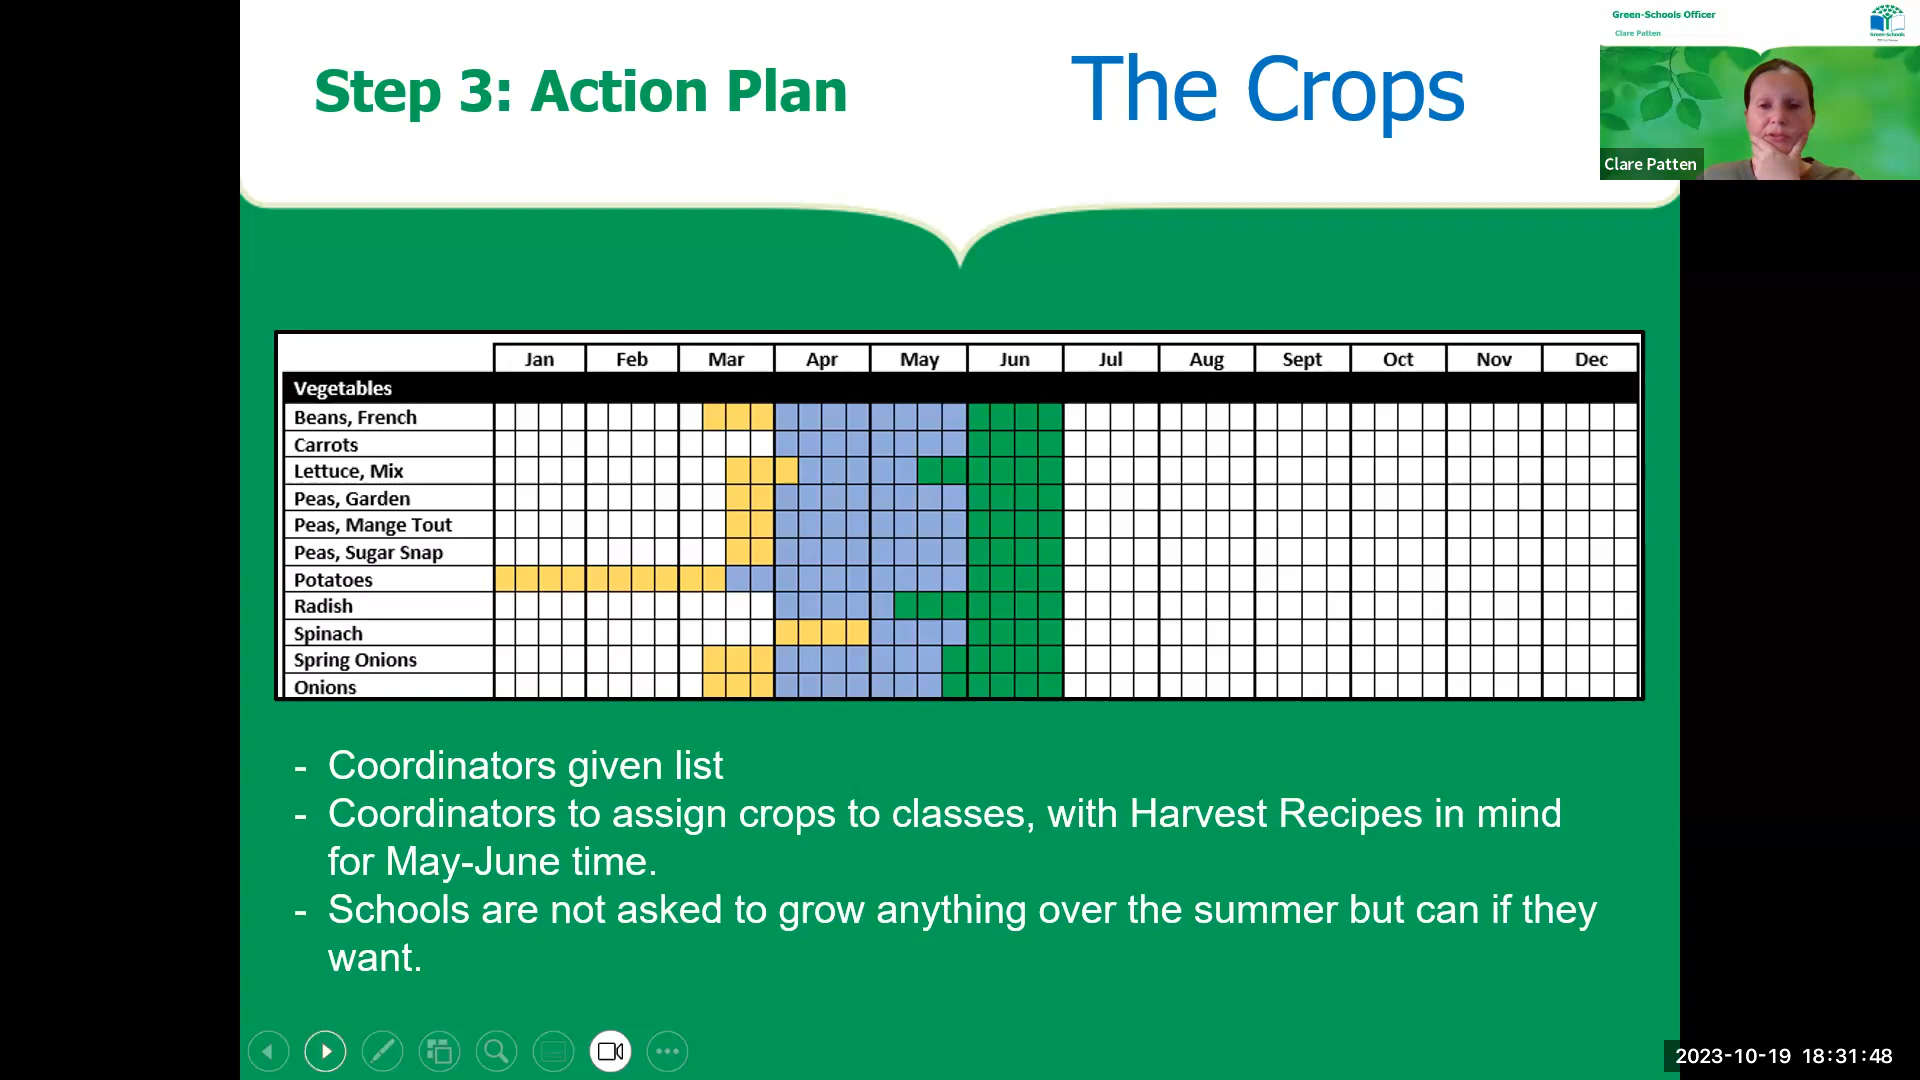 Green-Schools Officer
Clare Patten
Green-Schools
Step 3: Action Plan
The Crops
Clare Patten
Jan Feb Mar Apr May Jun Jul Aug Sept Oct Nov Dec
Vegetables
Beans, French
Carrots
Lettuce, Mix
Peas, Garden
Peas, Mange Tout
Peas, Sugar Snap
Potatoes
Radish
Spinach
Spring Onions
Onions
- Coordinators given list
- Coordinators to assign crops to classes, with Harvest Recipes in mind
for May-June time.
- Schools are not asked to grow anything over the summer but can if they
want.
2023-10-19 18:31:48